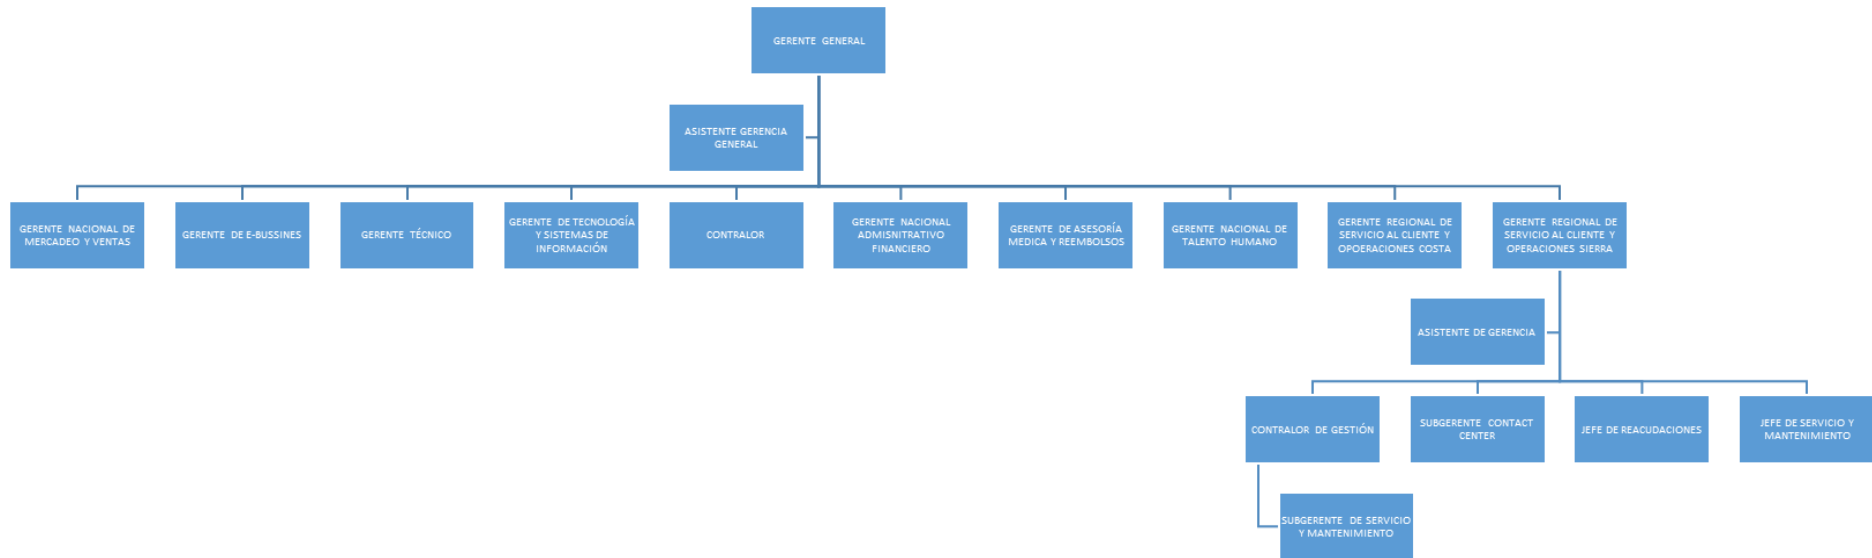 GERENTE GENERAL
ASISTENTE GERENCIA
GENERAL
GERENTE NACIONAL DE
MERCADEO Y VENTAS
GERENTE DE E-BUSSINES
GERENTE TÉCNICO
GERENTE DE TECNOLOGÍA
Y SISTEMAS DE
INFORMACIÓN
CONTRALOR
GERENTE NACIONAL
ADMISNITRATIVO
FINANCIERO
GERENTE DE ASESORÍA
MEDICA Y REEMBOLSOS
GERENTE NACIONAL DE
TALENTO HUMANO
GERENTE REGIONAL DE
SERVICIO AL CLIENTE Y
OPOERACIONES COSTA
GERENTE REGIONAL DE
SERVICIO AL CLIENTE Y
OPERACIONES SIERRA
ASISTENTE DE GERENCIA
CONTRALOR DE GESTIÓN
SUBGERENTE CONTACT
CENTER
JEFE DE REACUDACIONES
JEFE DE SERVICIO Y
MANTENIMIENTO
SUBGERENTE DE SERVICIO
Y MANTENIMIENTO